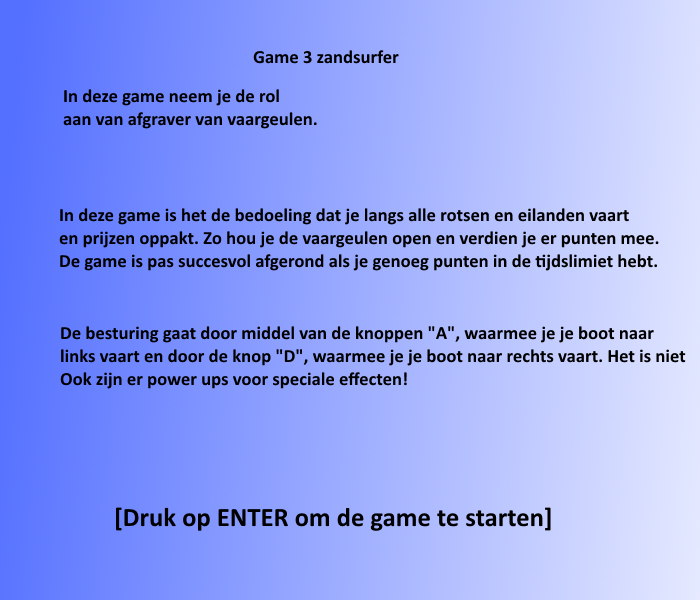 Game 3 zandsurfer
In deze game neem je de rol
aan van afgraver van vaargeulen.
In deze game is het de bedoeling dat je langs alle rotsen en eilanden vaart
en prijzen oppakt. Zo hou je de vaargeulen open en verdien je er punten mee.
De game is pas succesvol afgerond als je genoeg punten in de tijdslimiet hebt.
De besturing gaat door middel van de knoppen "A", waarmee je je boot naar
links vaart en door de knop "D", waarmee je je boot naar rechts vaart. Het is niet
Ook zijn er power ups voor speciale effecten!
[Druk op ENTER om de game te starten]